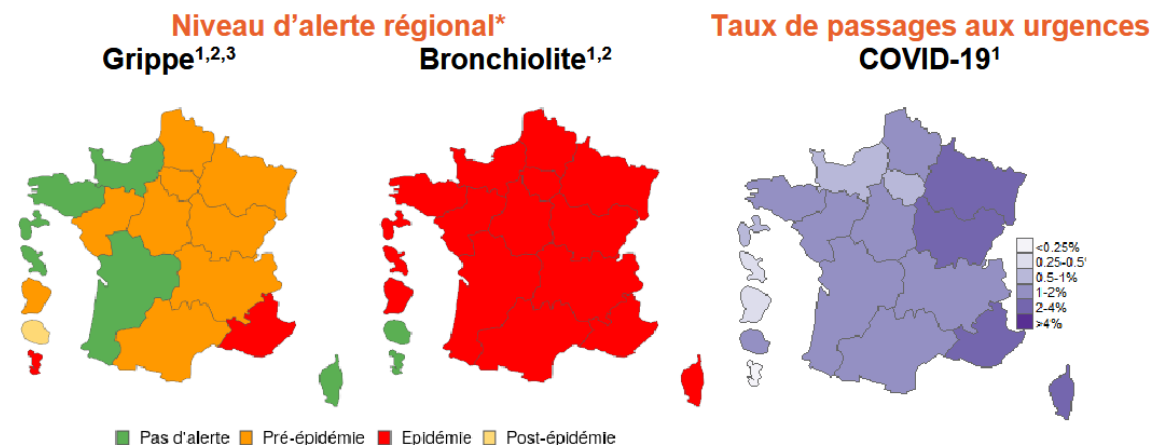 Niveau d'alerte régional*
Taux de passages aux urgences
Grippe1,2,3
Bronchiolite1,2
COVID-19¹
<0.25%
0.25-0.5'
0.5-1%
1-2%
2-4%
>4%
Pas d'alerte
Pré-épidémie
Epidémie
Post-épidémie